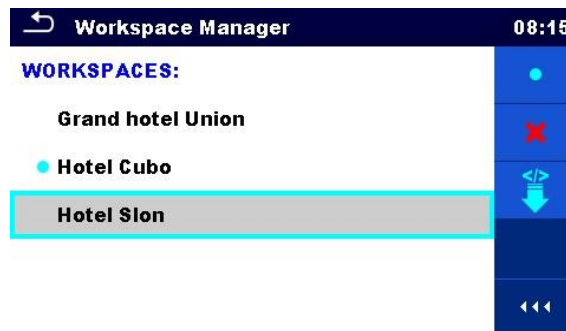 Workspace Manager 08:15
WORKSPACES:
Grand hotel Union
Hotel Cubo
Hotel Slon
</>